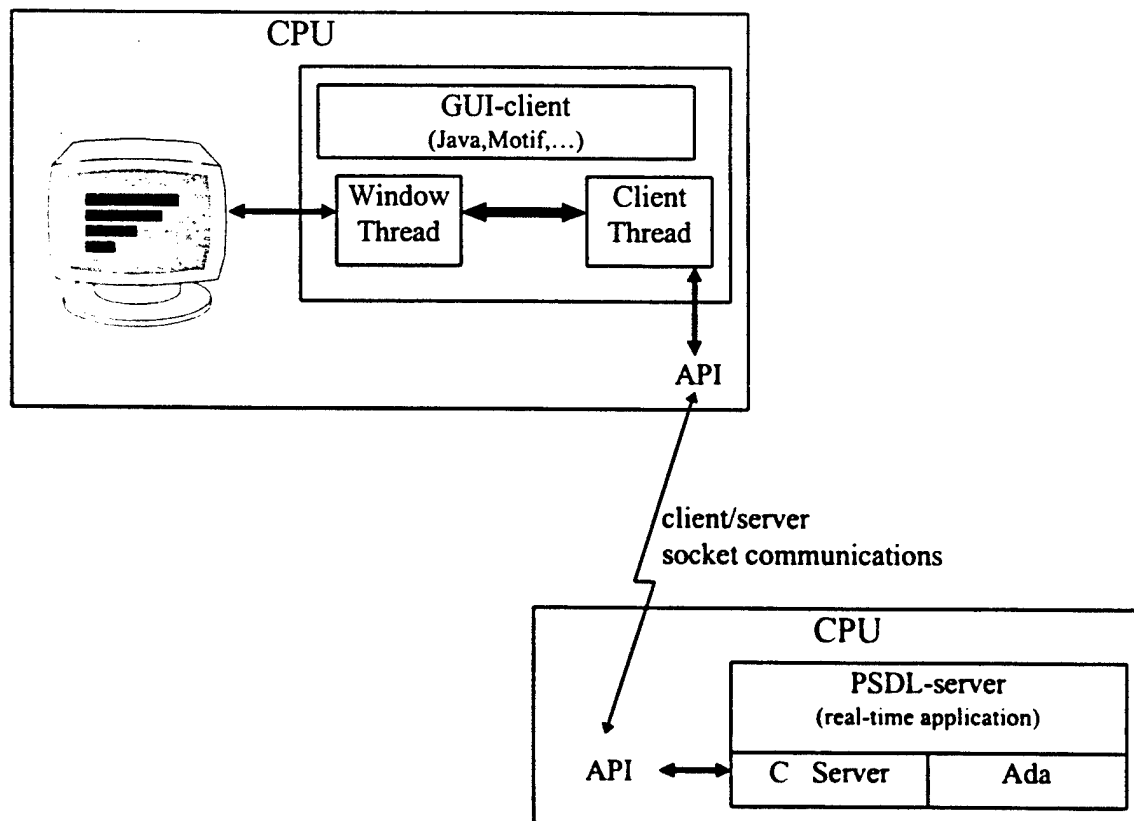 CPU
GUI-client
(Java,Motif,...)
Window
Thread
Client
Thread
API
client/server
socket communications
CPU
PSDL-server
(real-time application)
API
C Server
Ada